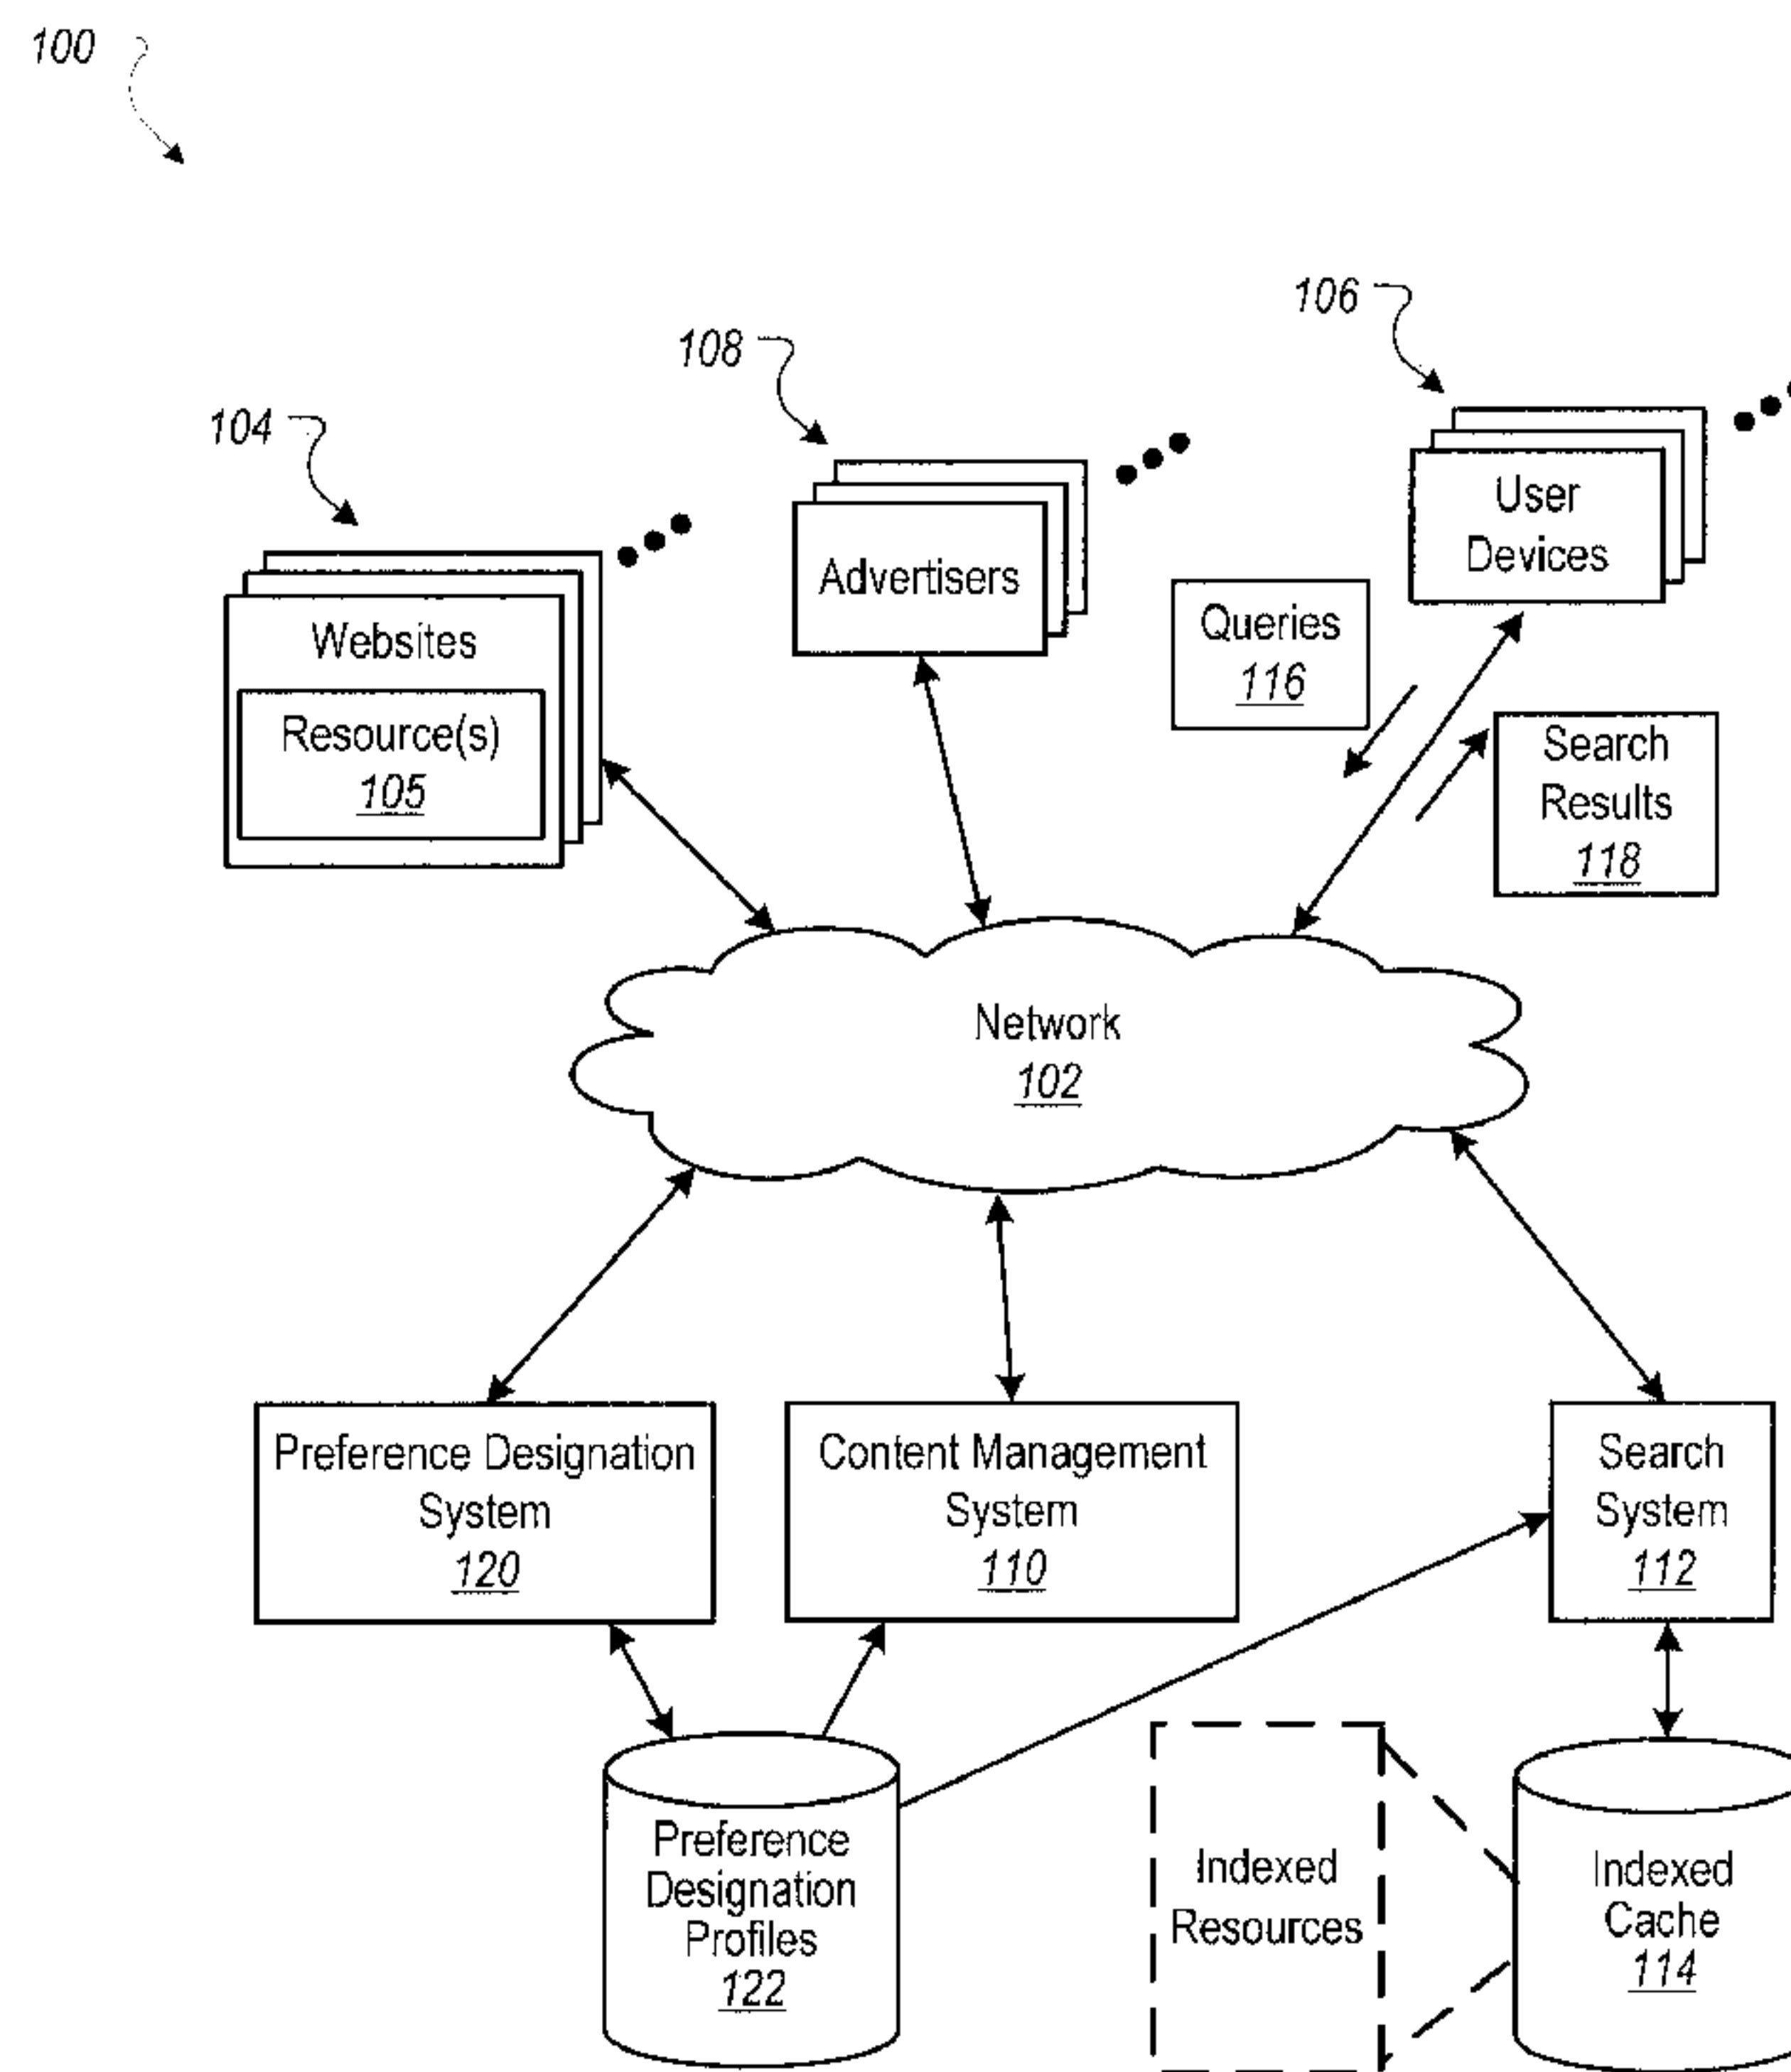 100
106
108
104
User
Devices
Advertisers
Queries
116
Websites
Resource(s)
105
Search
Results
118
Network
102
Preference Designation
System
120
Content Management
System
110
Search
System
112
Preference
Designation
Profiles
122
Indexed
Resources
Indexed
Cache
114